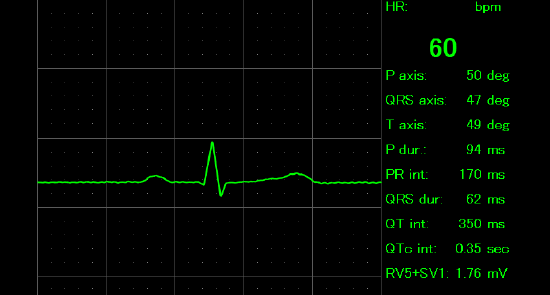 HR: bpm
60
P axis: 50 deg
QRS axis: 47 deg
T axis: 49 deg
P dur.: 94 ms
PR int: 170 ms
QRS dur: 62 ms
QT int: 350 ms
QTc int: 0.35 sec
RV5+SV1: 1.76 mV